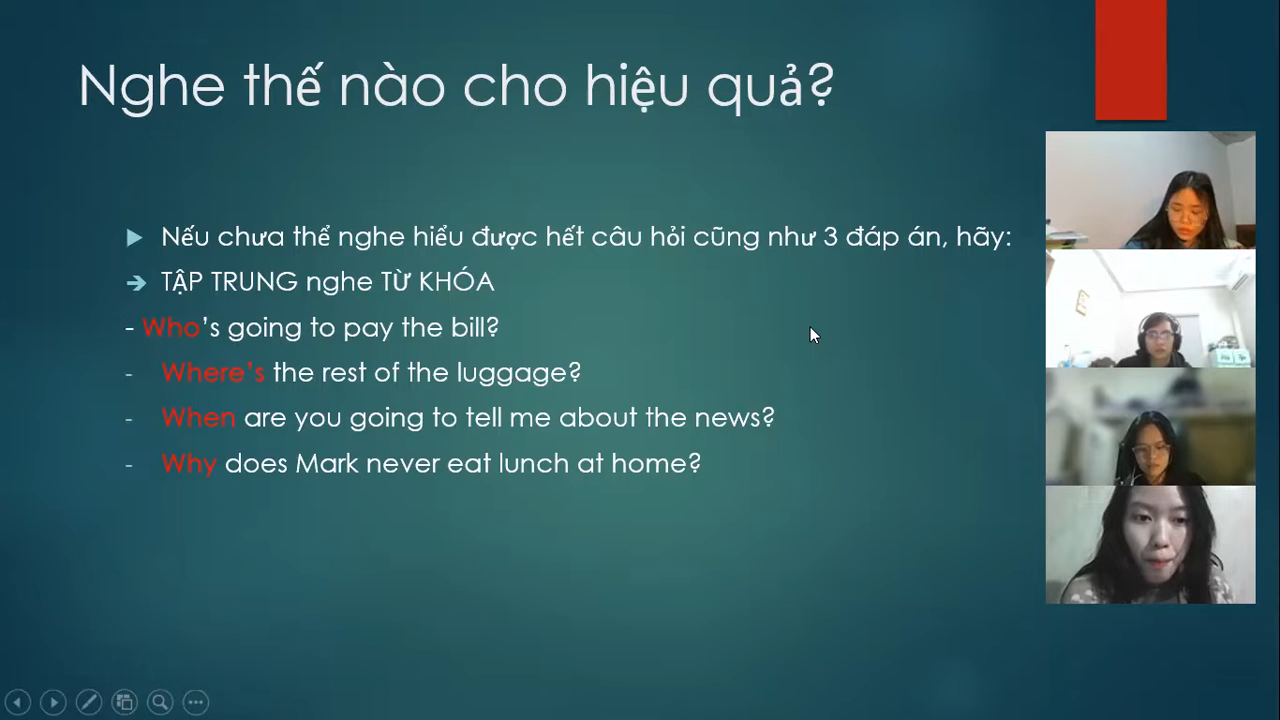 Nghe thế nào cho hiệu quả?
Nếu chưa thể nghe hiểu được hết câu hỏi cũng như 3 đáp án, hãy:
TẬP TRUNG nghe TỪ KHÓA
- Who's going to pay the bill?
- Where's the rest of the luggage?
- When are you going to tell me about the news?
- Why does Mark never eat lunch at home?